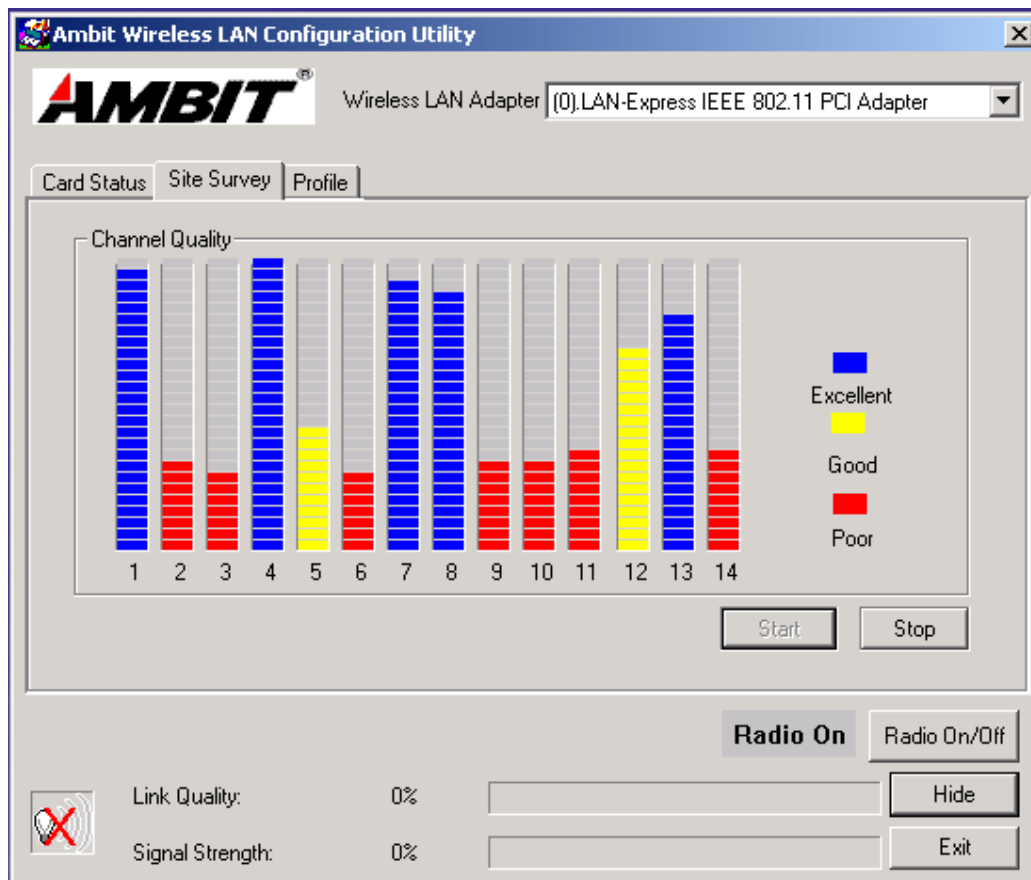 Ambit Wireless LAN Configuration Utility
AMBIT®
Wireless LAN Adapter (0).LAN-Express IEEE 802.11 PCI Adapter
Card Status Site Survey Profile
Channel Quality
Excellent
Good
Poor
1 2 3 4 5 6 7 8 9 10 11 12 13 14
Start Stop
Radio On Radio On/Off
Link Quality: 0% Hide
Signal Strength: 0% Exit